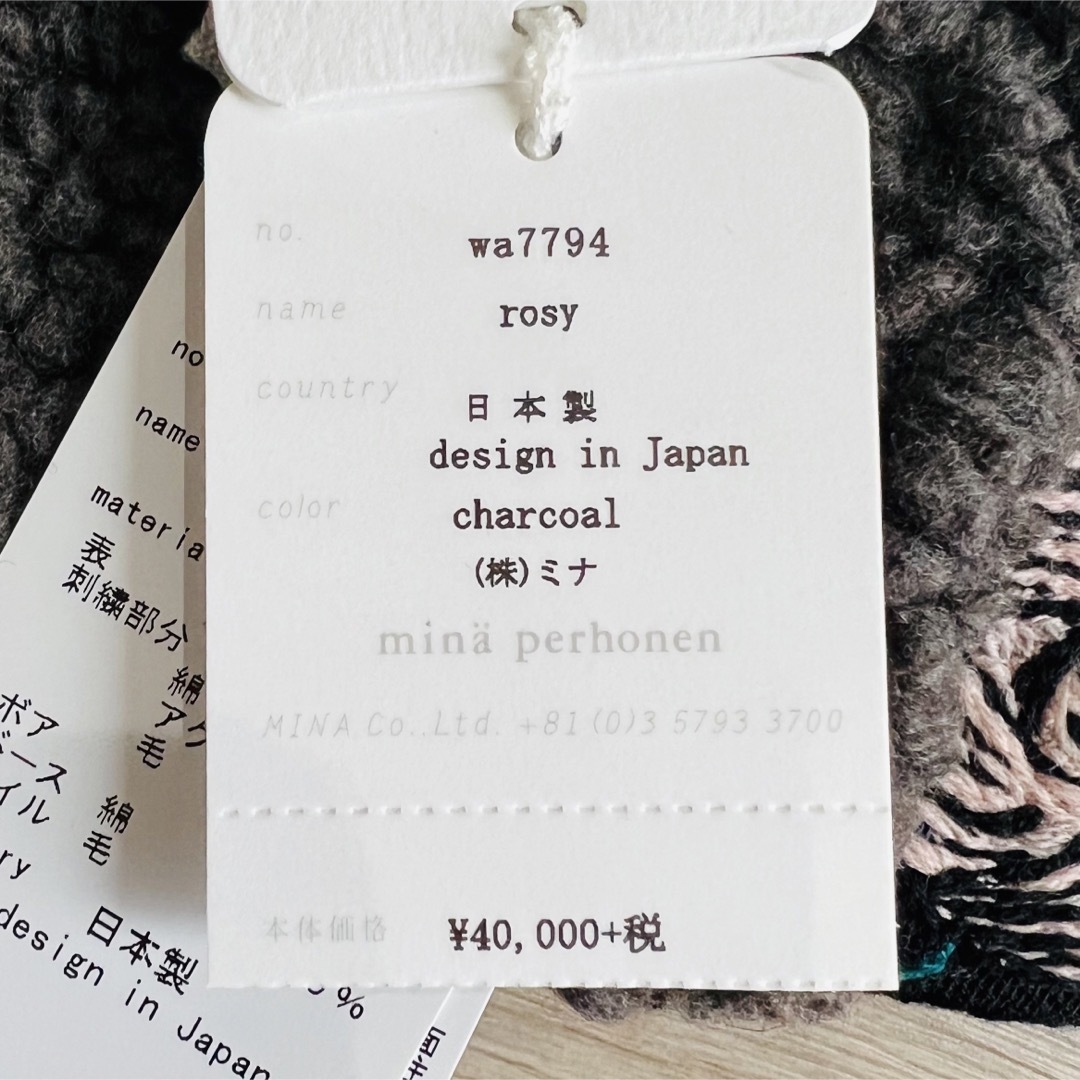 no. wa7794
name rosy
country 日本製
design in Japan
color charcoal
(株)ミナ
minä perhonen
MINA Co.,Ltd. +81(0)3 5793 3700
本体価格 ¥40,000+税
no
name
materia
表
刺繍部分
綿
アク
毛
ボア
ース
イル
綿
毛
ry
日本製
design in Japan
%